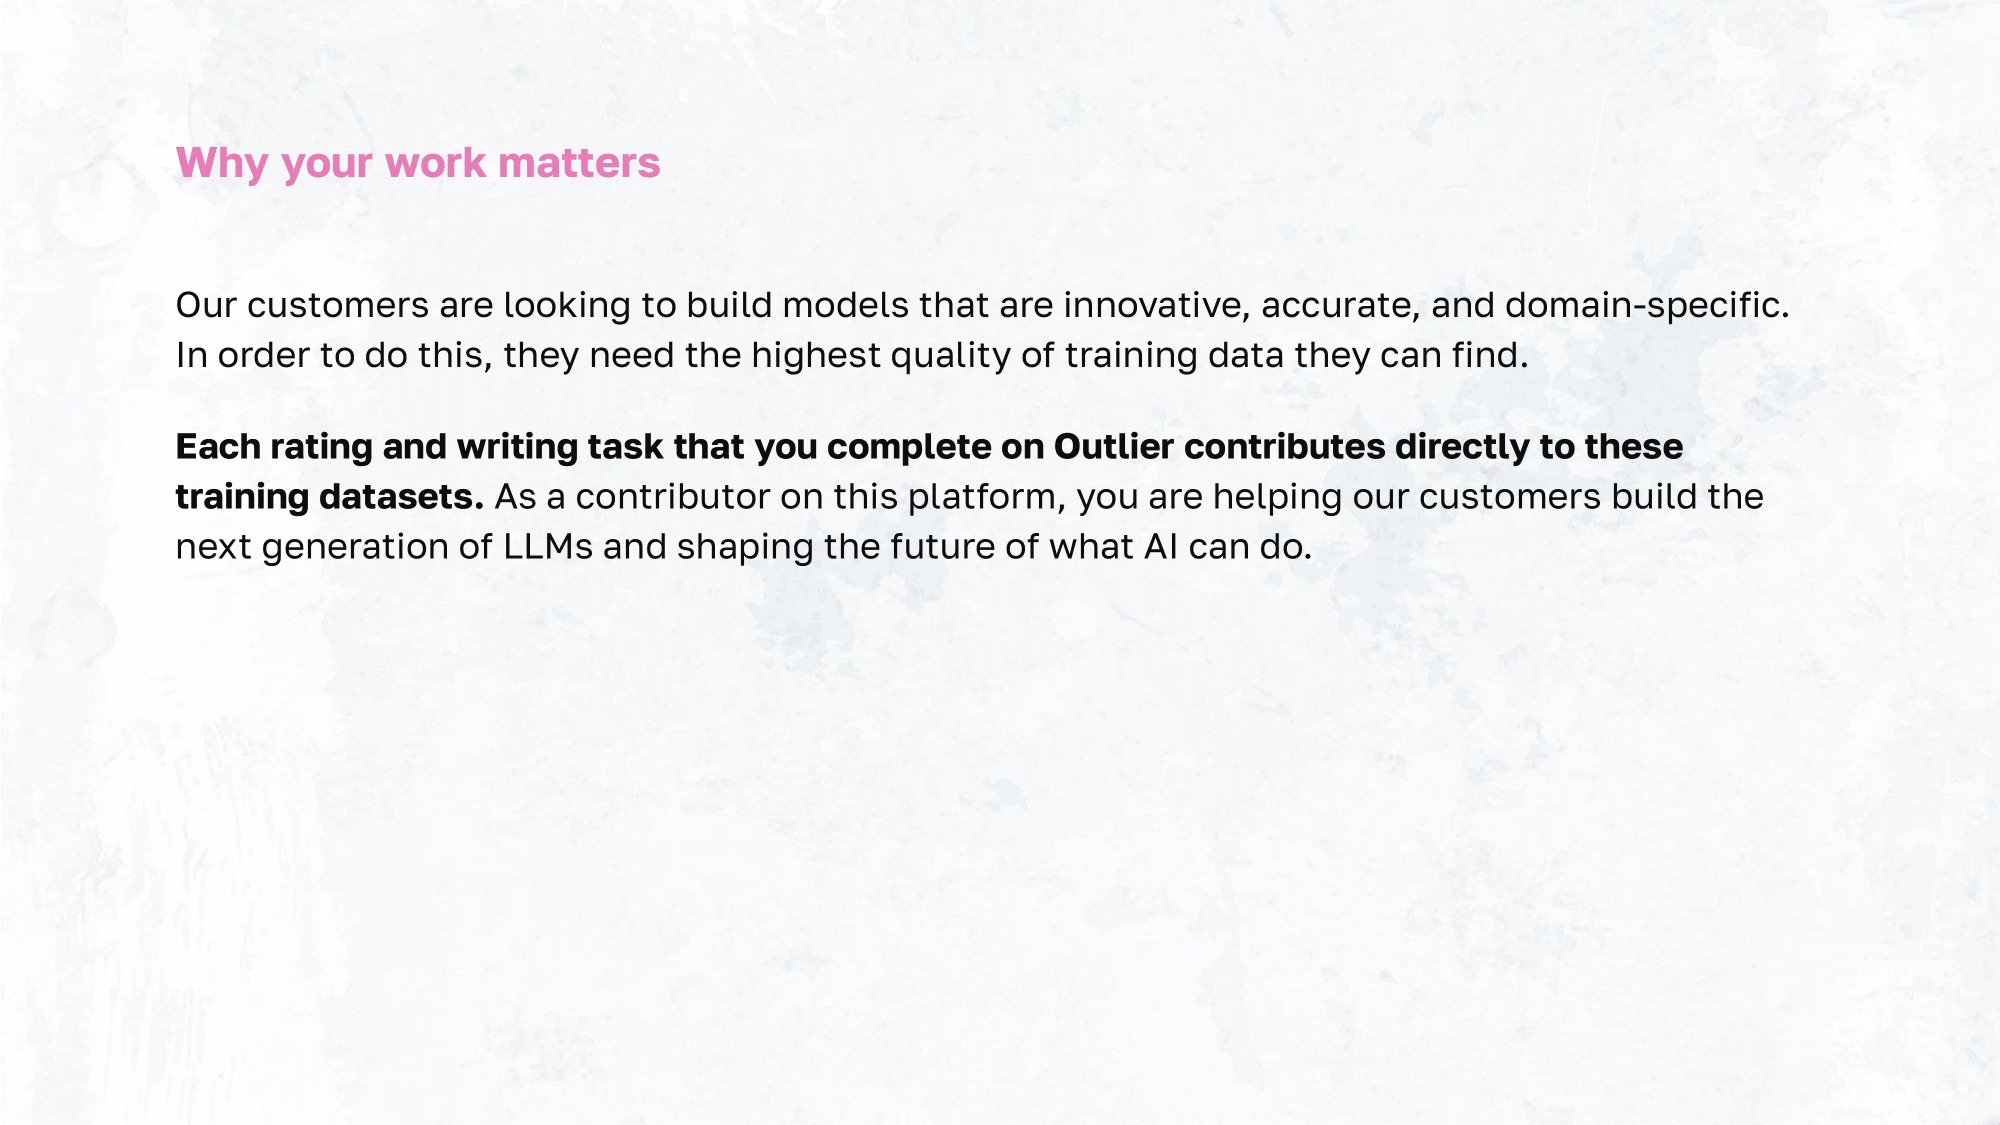 Why your work matters
Our customers are looking to build models that are innovative, accurate, and domain-specific.
In order to do this, they need the highest quality of training data they can find.
Each rating and writing task that you complete on Outlier contributes directly to these
training datasets. As a contributor on this platform, you are helping our customers build the
next generation of LLMs and shaping the future of what AI can do.